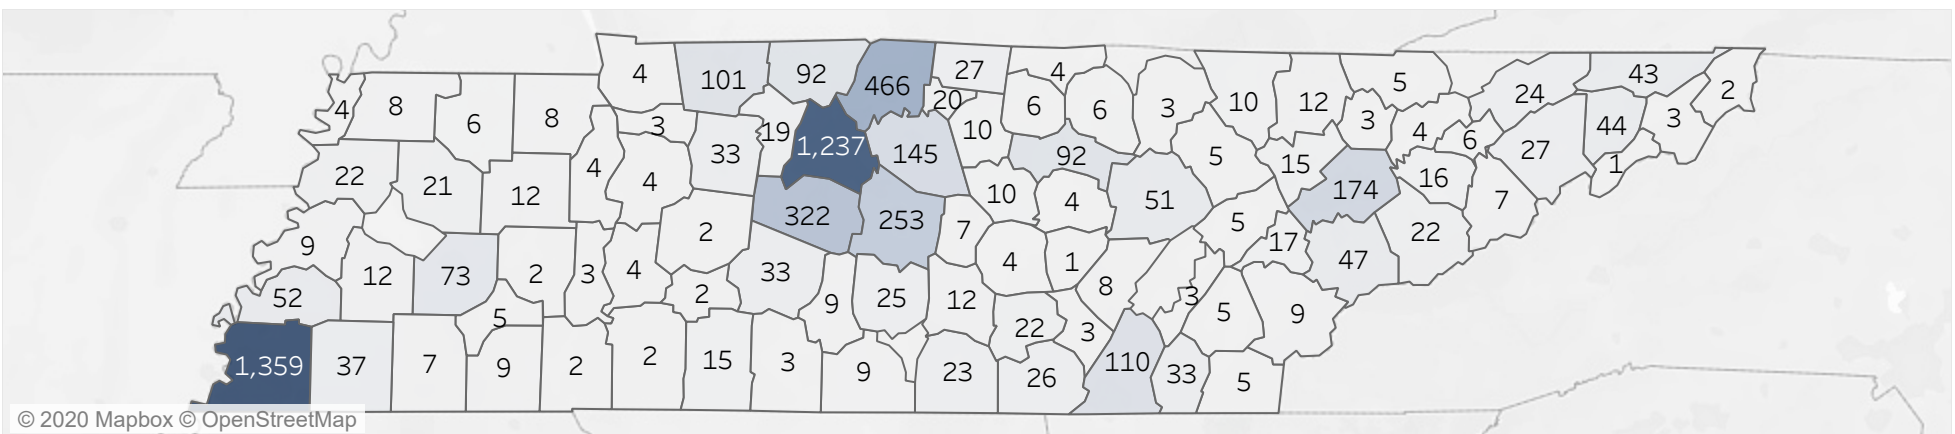 4 101 92 466 27 4 5 43 2
4 8 6 8 3 19 1,237 145 20 10 6 6 3 10 12 3 4 6 24 44 3
22 21 12 4 4 33 92 5 15 174 16 27 1
9 2 322 253 7 10 4 51 5 17 47 22 7
52 12 73 2 3 4 2 33 9 25 12 4 1 8 3 5 9
1,359 37 7 5 9 2 2 15 3 9 23 22 26 3 110 33 5
© 2020 Mapbox © OpenStreetMap